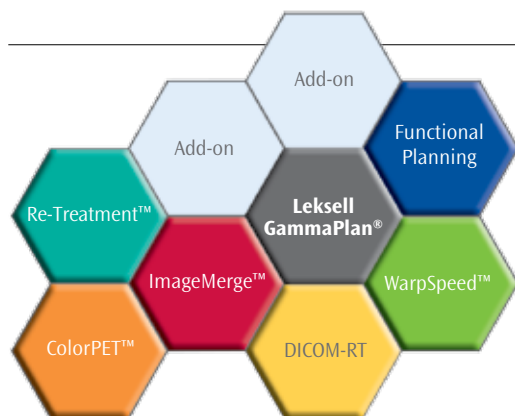 Add-on
Add-on
Functional
Planning
Re-Treatment™
Leksell
GammaPlan®
ImageMerge™
WarpSpeed™
ColorPET™
DICOM-RT